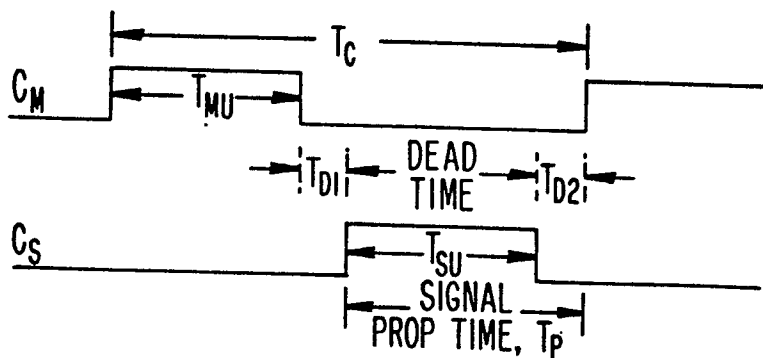 T_C
C_M
T_MU
T_D1
DEAD
TIME
T_D2
C_S
T_SU
SIGNAL
PROP TIME, T_P